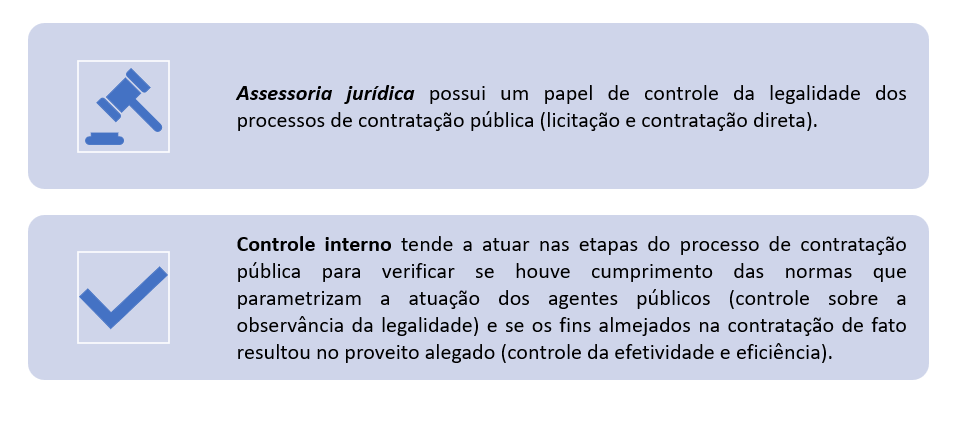 Assessoria jurídica possui um papel de controle da legalidade dos
processos de contratação pública (licitação e contratação direta).
Controle interno tende a atuar nas etapas do processo de contratação
pública para verificar se houve cumprimento das normas que
parametrizam a atuação dos agentes públicos (controle sobre a
observância da legalidade) e se os fins almejados na contratação de fato
resultou no proveito alegado (controle da efetividade e eficiência).